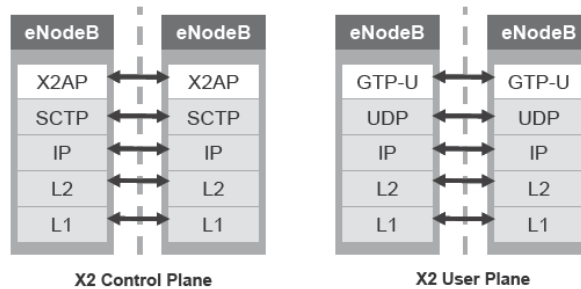 eNodeB eNodeB eNodeB eNodeB
X2AP X2AP GTP-U GTP-U
SCTP SCTP UDP UDP
IP IP IP IP
L2 L2 L2 L2
L1 L1 L1 L1
X2 Control Plane X2 User Plane